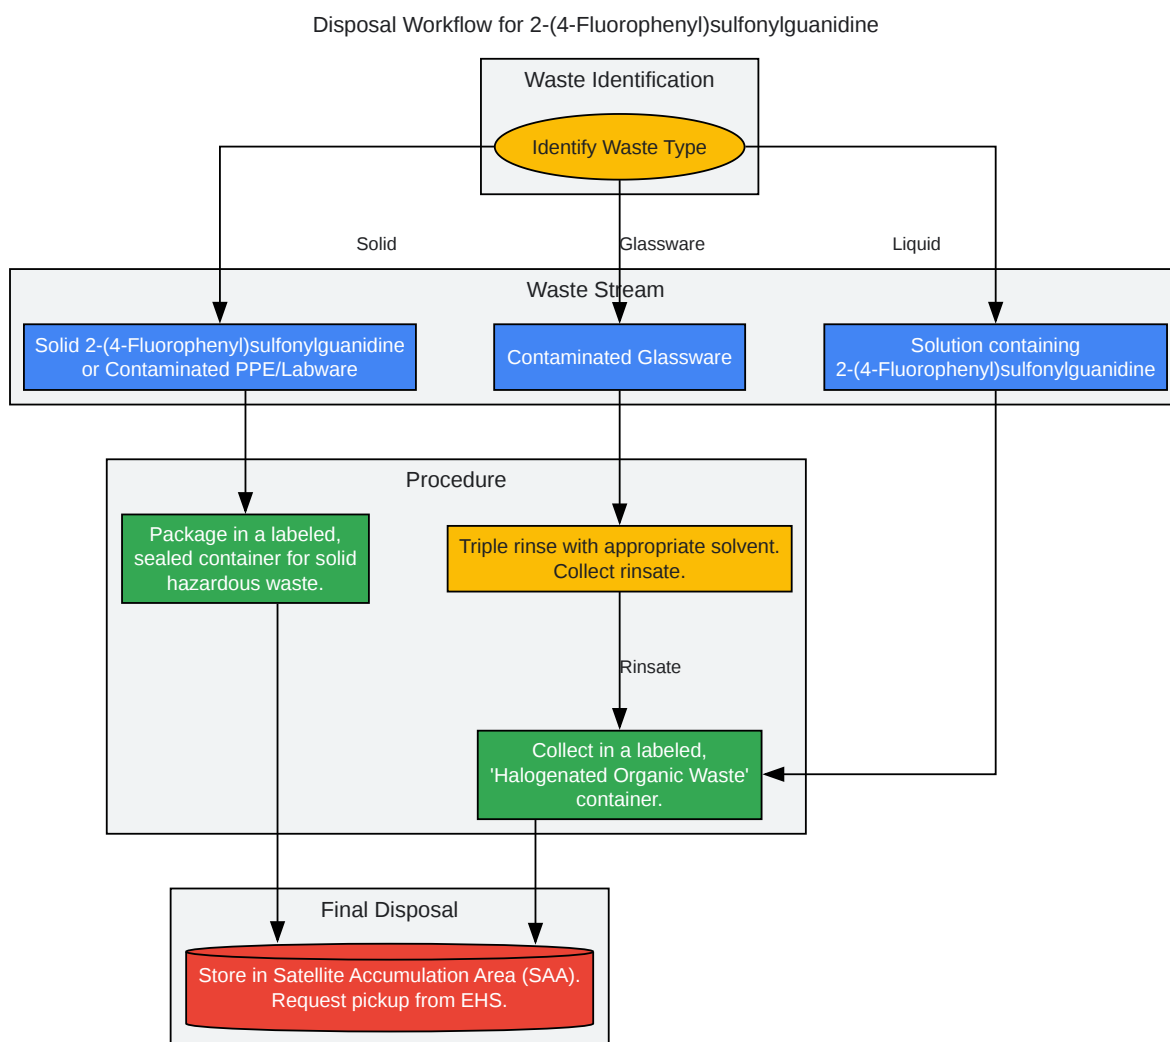 Disposal Workflow for 2-(4-Fluorophenyl)sulfonylguanidine
Waste Identification
Identify Waste Type
Solid
Glassware
Liquid
Waste Stream
Solid 2-(4-Fluorophenyl)sulfonylguanidine
or Contaminated PPE/Labware
Contaminated Glassware
Solution containing
2-(4-Fluorophenyl)sulfonylguanidine
Procedure
Package in a labeled,
sealed container for solid
hazardous waste.
Triple rinse with appropriate solvent.
Collect rinsate.
Rinsate
Collect in a labeled,
'Halogenated Organic Waste'
container.
Final Disposal
Store in Satellite Accumulation Area (SAA).
Request pickup from EHS.